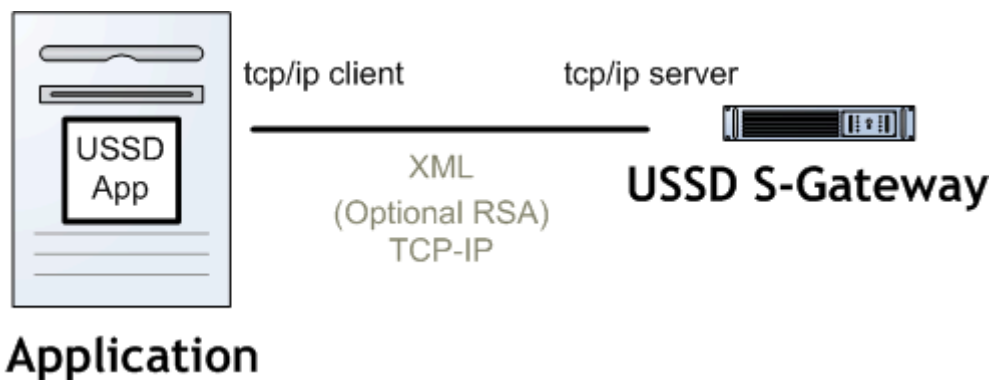 tcp/ip client
tcp/ip server
USSD
App
XML
(Optional RSA)
TCP-IP
USSD S-Gateway
Application